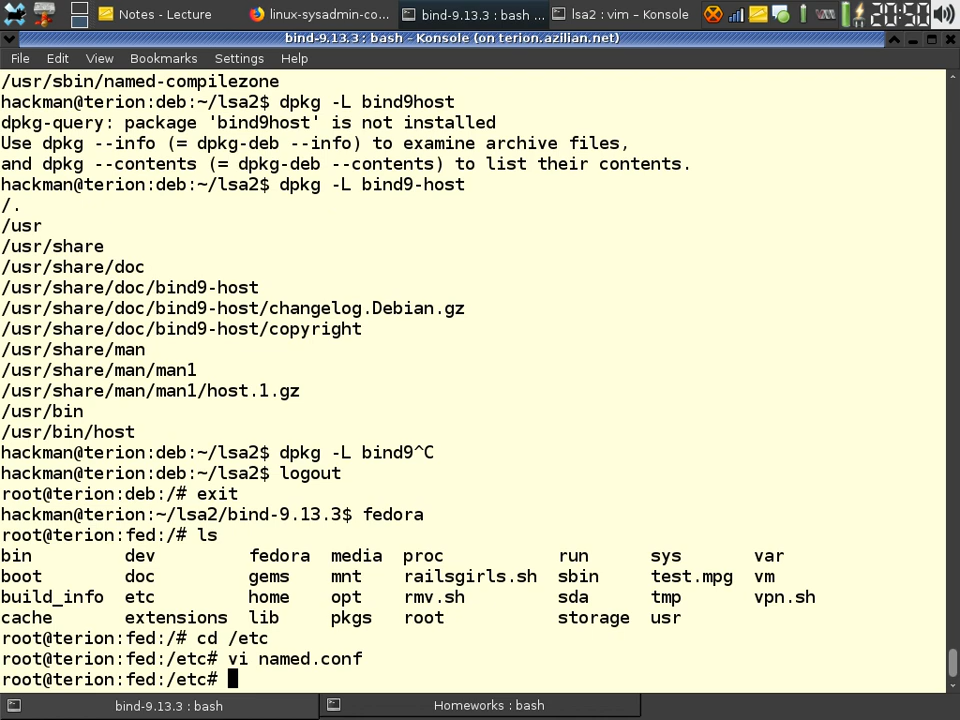 Notes - Lecture
linux-sysadmin-co...
bind-9.13.3 : bash ...
lsa2 : vim – Konsole
20:50
bind-9.13.3 : bash – Konsole (on terion.azilian.net)
File Edit View Bookmarks Settings Help
/usr/sbin/named-compilezone
hackman@terion:deb:~/lsa2$ dpkg -L bind9host
dpkg-query: package 'bind9host' is not installed
Use dpkg --info (= dpkg-deb --info) to examine archive files,
and dpkg --contents (= dpkg-deb --contents) to list their contents.
hackman@terion:deb:~/lsa2$ dpkg -L bind9-host
/.
/usr
/usr/share
/usr/share/doc
/usr/share/doc/bind9-host
/usr/share/doc/bind9-host/changelog.Debian.gz
/usr/share/doc/bind9-host/copyright
/usr/share/man
/usr/share/man/man1
/usr/share/man/man1/host.1.gz
/usr/bin
/usr/bin/host
hackman@terion:deb:~/lsa2$ dpkg -L bind9^C
hackman@terion:deb:~/lsa2$ logout
root@terion:deb:/# exit
hackman@terion:~/lsa2/bind-9.13.3$ fedora
root@terion:fed:/# ls
bin dev fedora media proc run sys var
boot doc gems mnt railsgirls.sh sbin test.mpg vm
build_info etc home opt rmv.sh sda tmp vpn.sh
cache extensions lib pkgs root storage usr
root@terion:fed:/# cd /etc
root@terion:fed:/etc# vi named.conf
root@terion:fed:/etc#
bind-9.13.3 : bash
Homeworks : bash